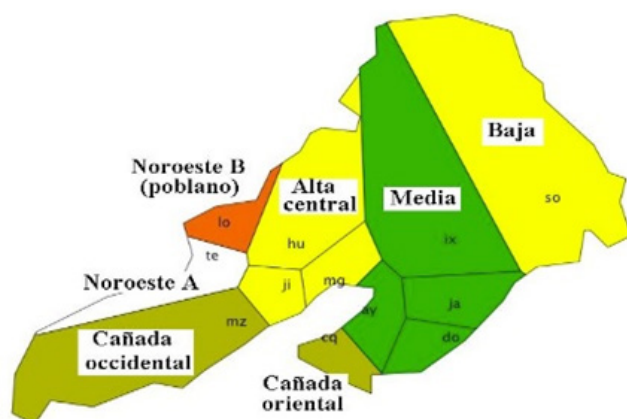 Baja
Noroeste B
(poblano)
Alta
central
Media
so
lo
hu
ix
te
Noroeste A
ji
mg
ja
ay
mz
do
cq
Cañada
occidental
Cañada
oriental